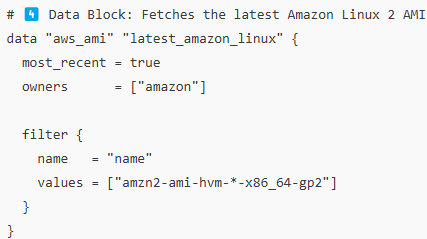 # Data Block: Fetches the latest Amazon Linux 2 AMI
data "aws_ami" "latest_amazon_linux" {
  most_recent = true
  owners      = ["amazon"]

  filter {
    name   = "name"
    values = ["amzn2-ami-hvm-*-x86_64-gp2"]
  }
}